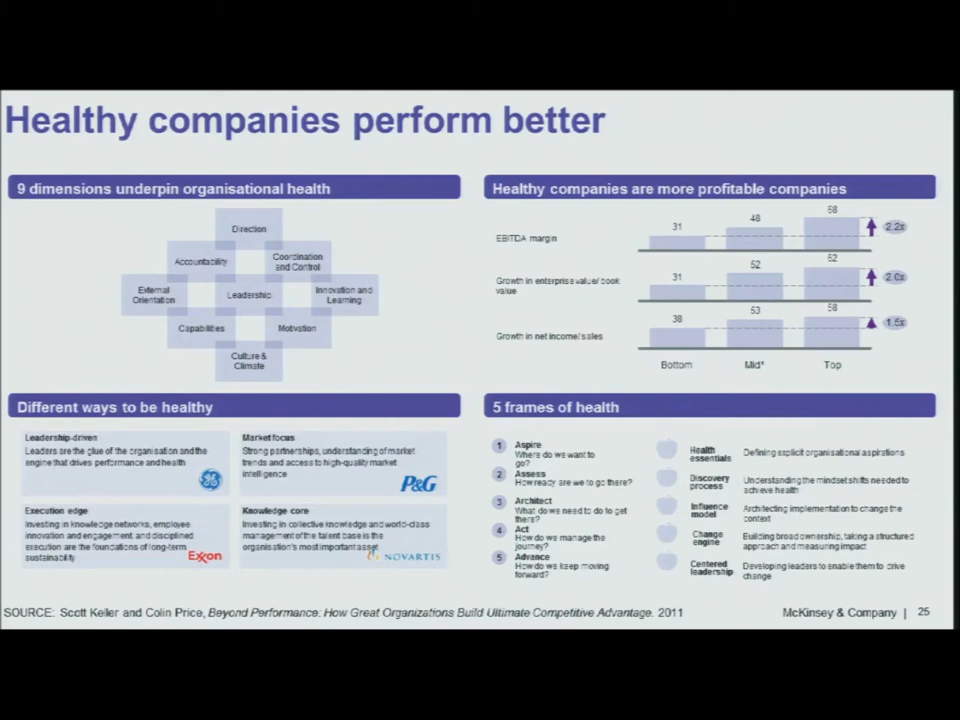 Healthy companies perform better
9 dimensions underpin organisational health
Direction
Accountability
Coordination
and Control
External
Orientation
Leadership
Innovation and
Learning
Capabilities
Motivation
Culture &
Climate
Healthy companies are more profitable companies
EBITDA margin
31
48
68
2.2x
Growth in enterprise value/ book
value
31
52
62
2.0x
Growth in net income/sales
38
53
58
1.5x
Bottom
Mid*
Top
Different ways to be healthy
Leadership-driven
Leaders are the glue of the organisation and the
engine that drives performance and health
Market focus
Strong partnerships, understanding of market
trends and access to high-quality market
intelligence
P&G
Execution edge
Investing in knowledge networks, employee
innovation and engagement, and disciplined
execution are the foundations of long-term
sustainability
Exxon
Knowledge core
Investing in collective knowledge and world-class
management of the talent base is the
organisation's most important asset
NOVARTIS
5 frames of health
1 Aspire
Where do we want to
go?
2 Assess
How ready are we to go there?
3 Architect
What do we need to do to get
there?
4 Act
How do we manage the
journey?
5 Advance
How do we keep moving
forward?
Health
essentials
Defining explicit organisational aspirations
Discovery
process
Understanding the mindset shifts needed to
achieve health
Influence
model
Architecting implementation to change the
context
Change
engine
Building broad ownership, taking a structured
approach and measuring impact
Centered
leadership
Developing leaders to enable them to drive
change
SOURCE: Scott Keller and Colin Price, Beyond Performance: How Great Organizations Build Ultimate Competitive Advantage. 2011
McKinsey & Company | 25